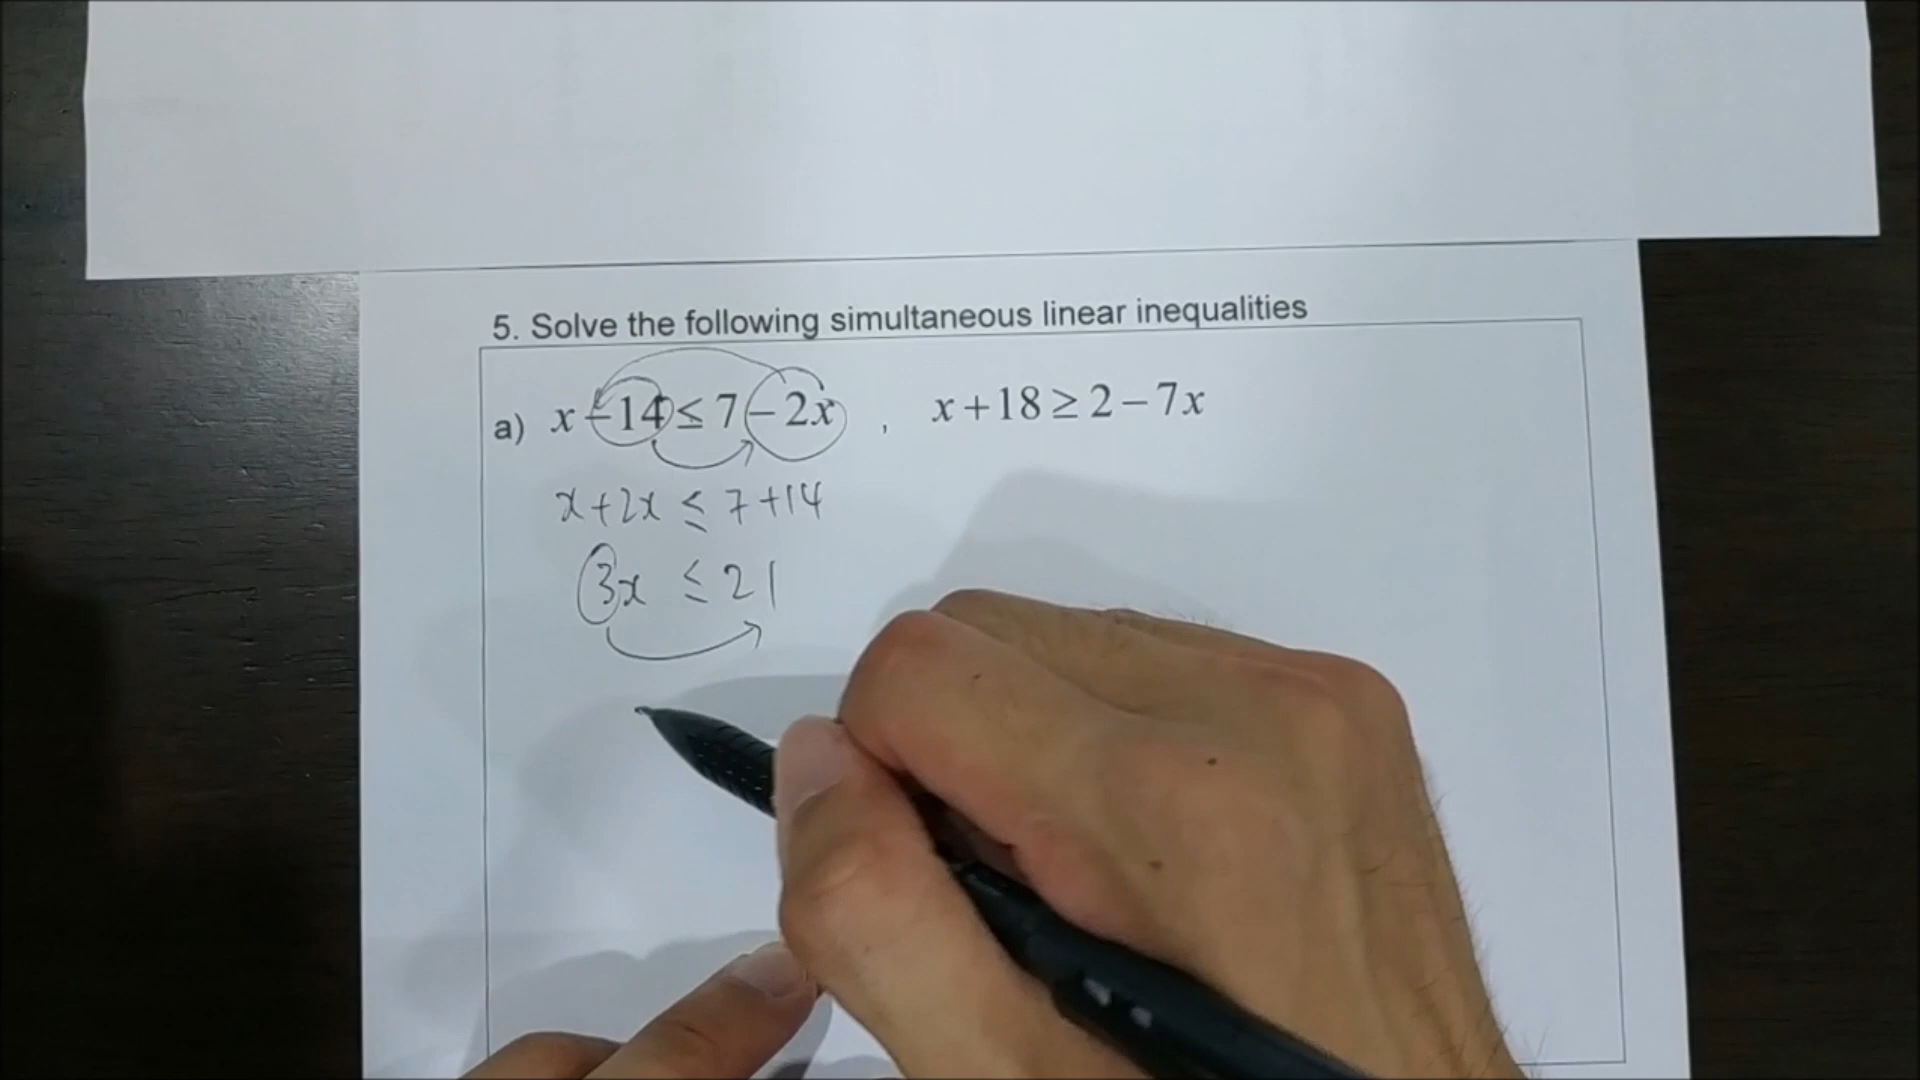 5. Solve the following simultaneous linear inequalities
a) x−14≤7−2x , x+18≥2−7x
x+2x ≤ 7+14
3x ≤ 21